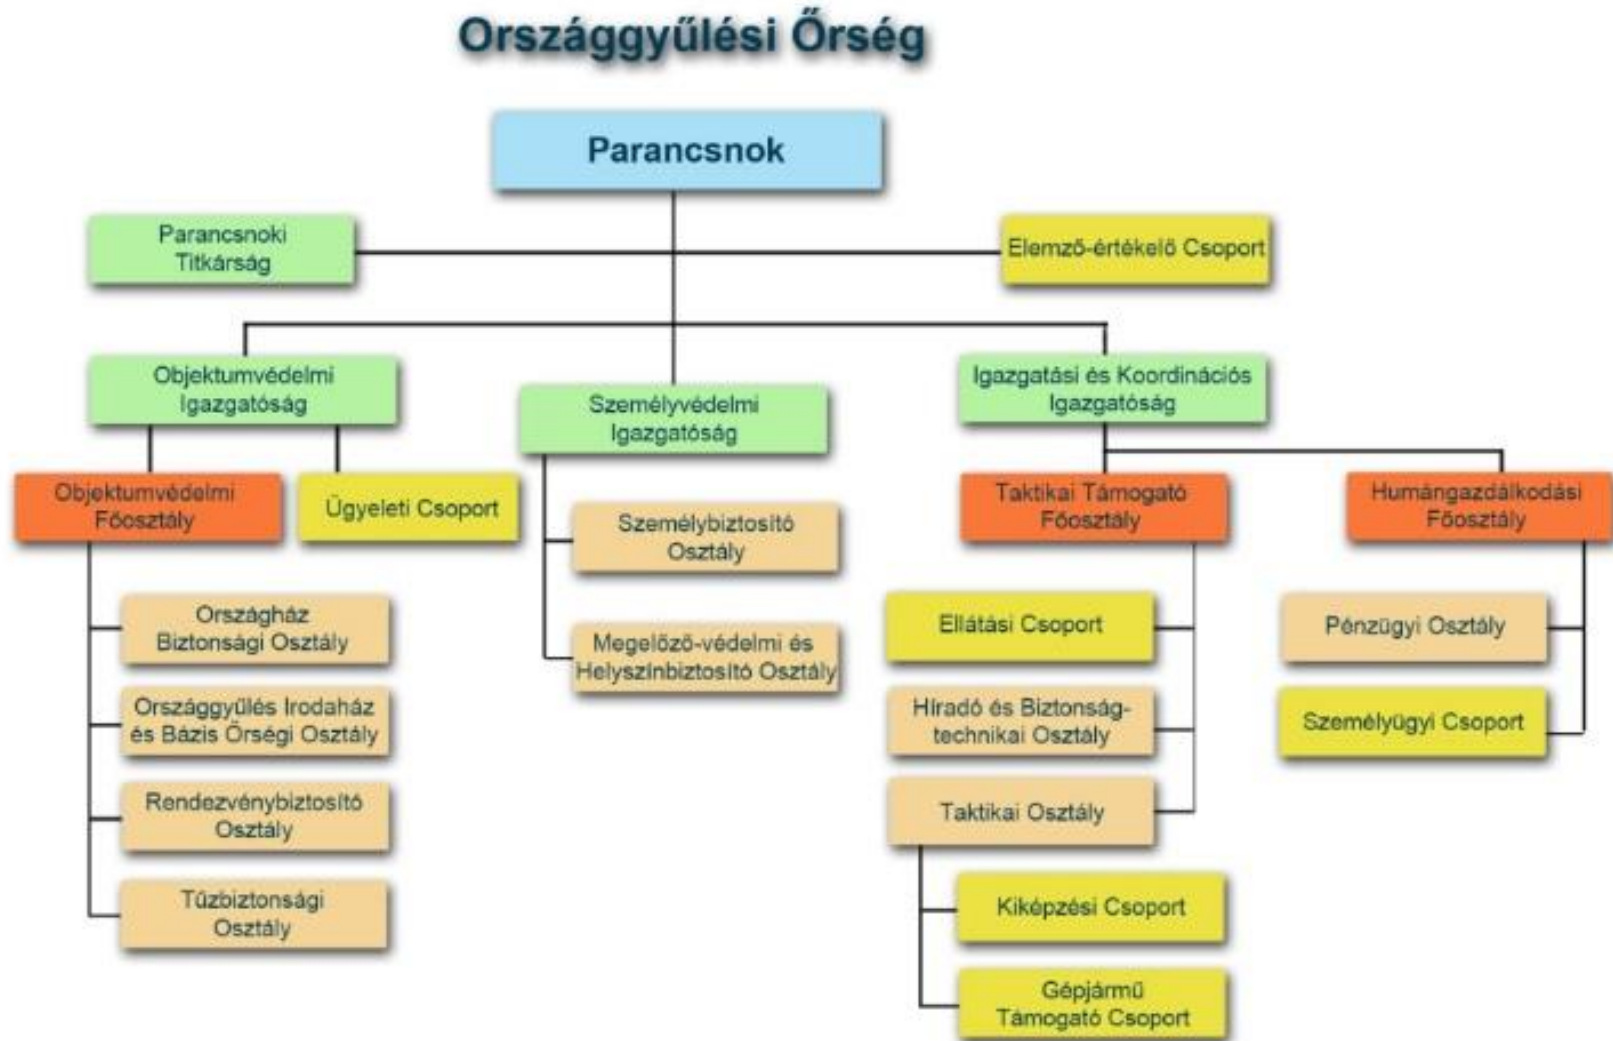 Országgyűlési Őrség
Parancsnok
Parancsnoki
Titkárság
Elemző-értékelő Csoport
Objektumvédelmi
Igazgatóság
Személyvédelmi
Igazgatóság
Igazgatási és Koordinációs
Igazgatóság
Objektumvédelmi
Főosztály
Ügyeleti Csoport
Taktikai Támogató
Főosztály
Humángazdálkodási
Főosztály
Személybiztosító
Osztály
Megelőző-védelmi és
Helyszínbiztosító Osztály
Országház
Biztonsági Osztály
Országgyűlés Irodaház
és Bázis Őrségi Osztály
Rendezvénybiztosító
Osztály
Tűzbiztonsági
Osztály
Ellátási Csoport
Híradó és Biztonság-
technikai Osztály
Taktikai Osztály
Kiképzési Csoport
Gépjármű
Támogató Csoport
Pénzügyi Osztály
Személyügyi Csoport